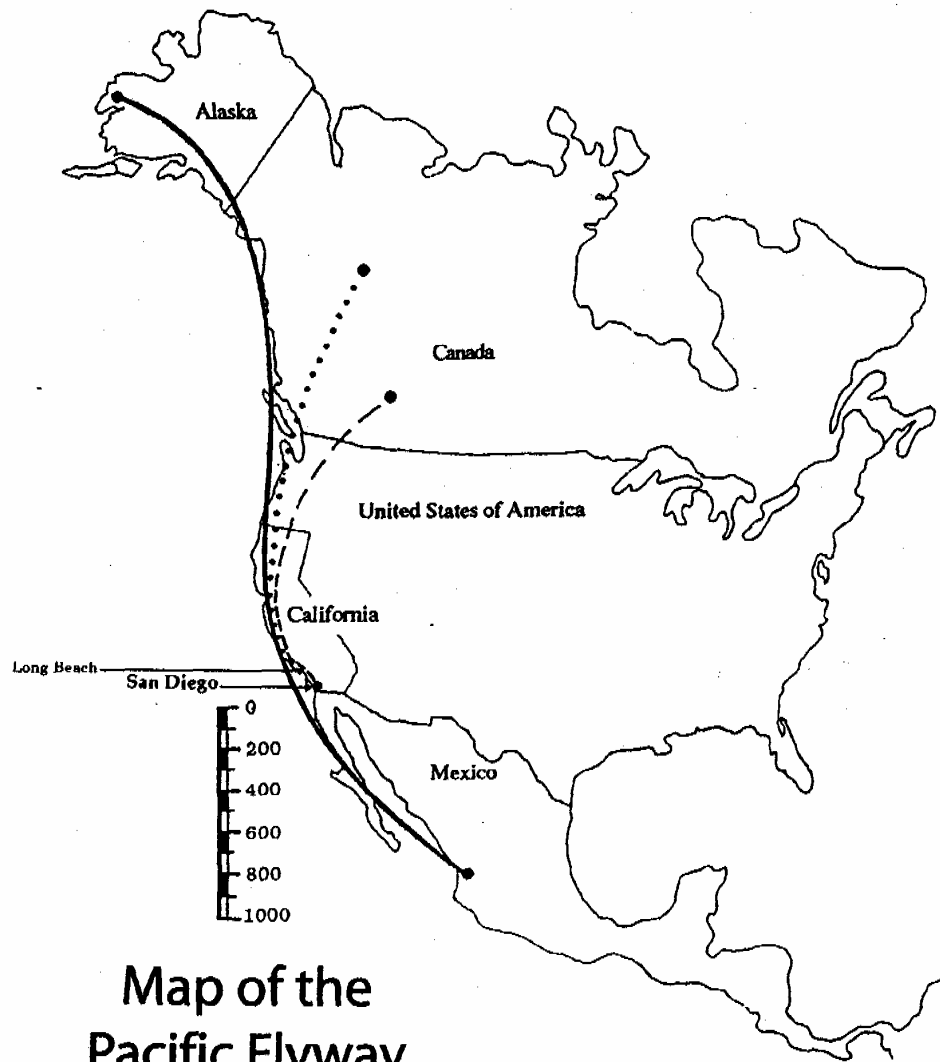 Alaska
Canada
United States of America
California
Long Beach
San Diego
0
200
400
600
800
1000
Mexico
Map of the
Pacific Flyway